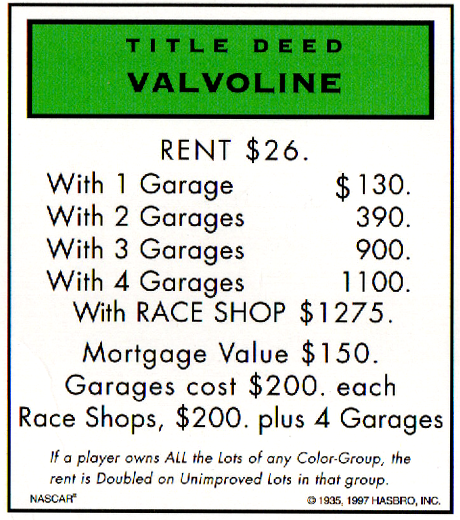 TITLE DEED
VALVOLINE
RENT $26.
With 1 Garage $130.
With 2 Garages 390.
With 3 Garages 900.
With 4 Garages 1100.
With RACE SHOP $1275.
Mortgage Value $150.
Garages cost $200. each
Race Shops, $200. plus 4 Garages
If a player owns ALL the Lots of any Color-Group, the
rent is Doubled on Unimproved Lots in that group.
NASCAR® © 1935, 1997 HASBRO, INC.